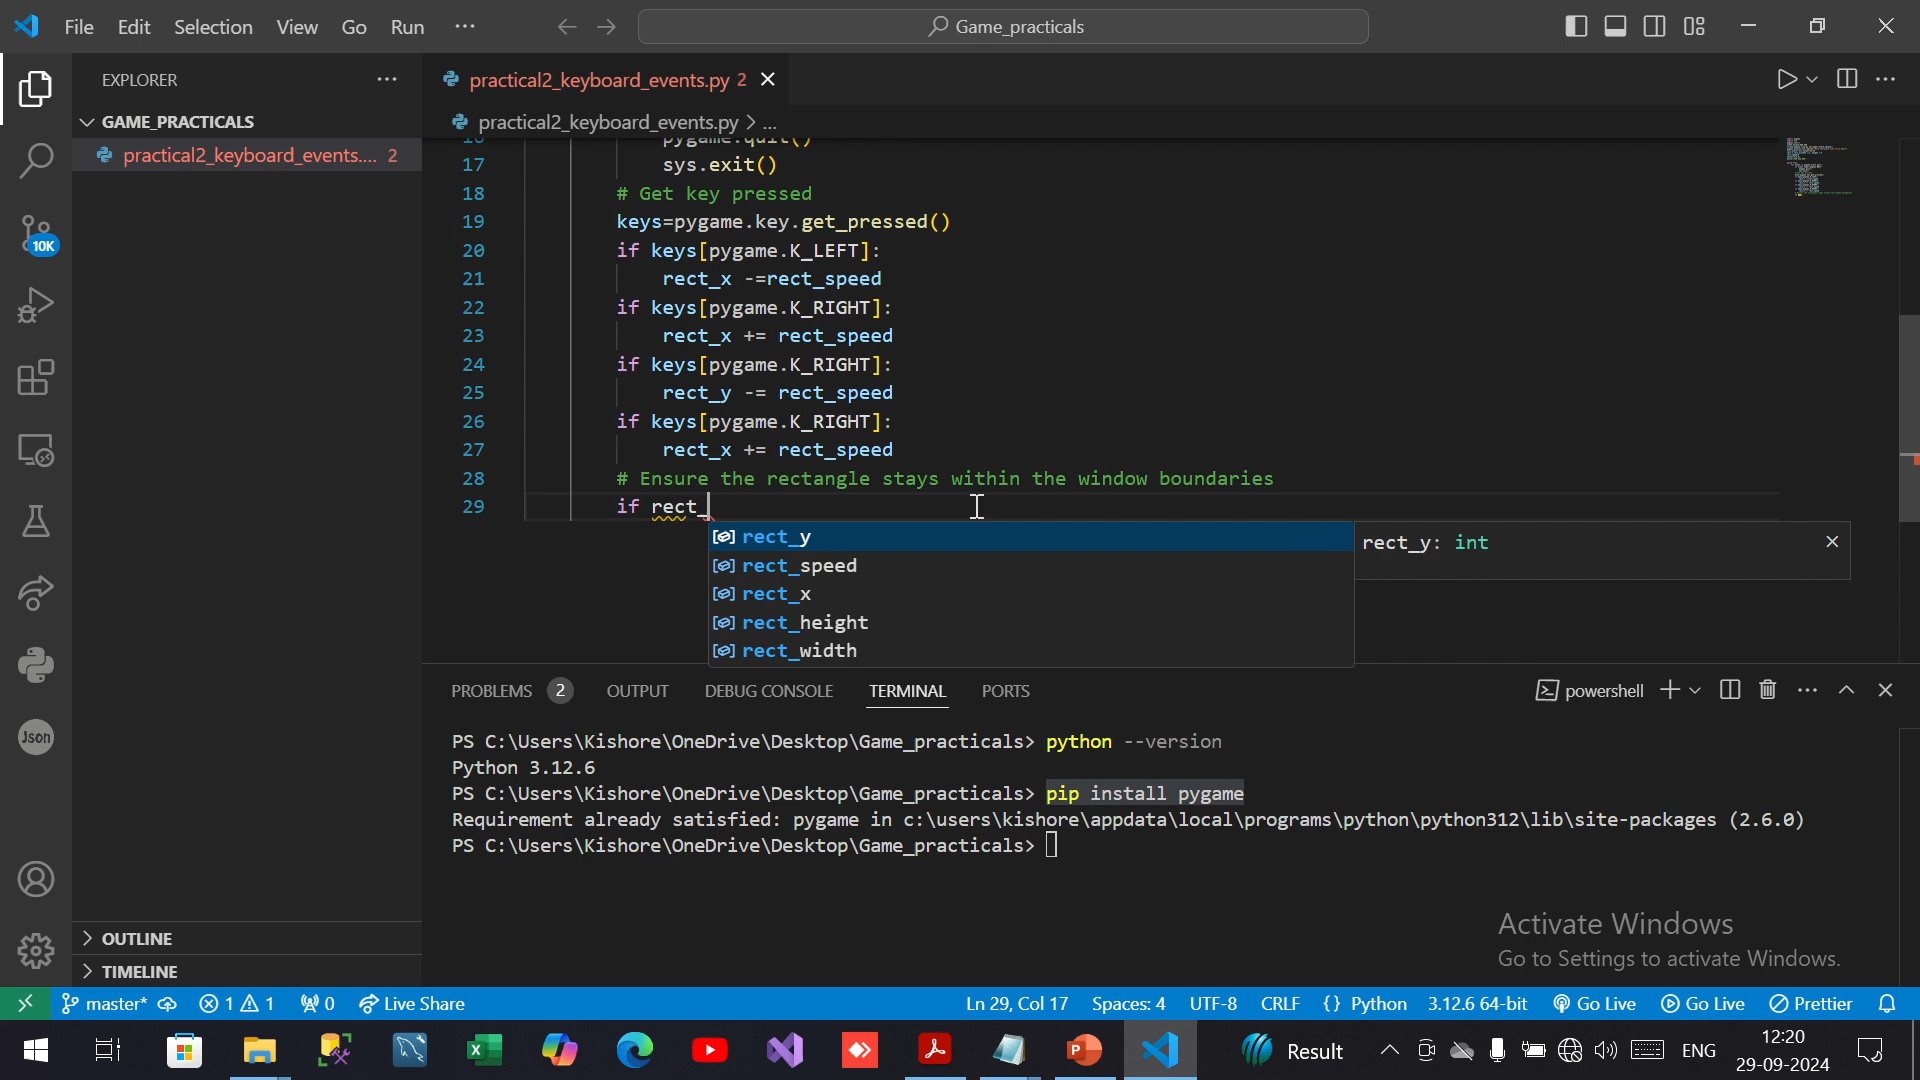 File Edit Selection View Go Run ...
Game_practicals
EXPLORER ...
practical2_keyboard_events.py 2
GAME_PRACTICALS
practical2_keyboard_events.py > ...
practical2_keyboard_events.... 2
16 pygame.quit()
17 sys.exit()
18 # Get key pressed
19 keys=pygame.key.get_pressed()
20 if keys[pygame.K_LEFT]:
21 rect_x -=rect_speed
22 if keys[pygame.K_RIGHT]:
23 rect_x += rect_speed
24 if keys[pygame.K_RIGHT]:
25 rect_y -= rect_speed
26 if keys[pygame.K_RIGHT]:
27 rect_x += rect_speed
28 # Ensure the rectangle stays within the window boundaries
29 if rect_
rect_y
rect_y: int
rect_speed
rect_x
rect_height
rect_width
10K
Json
PROBLEMS 2 OUTPUT DEBUG CONSOLE TERMINAL PORTS
powershell
PS C:\Users\Kishore\OneDrive\Desktop\Game_practicals> python --version
Python 3.12.6
PS C:\Users\Kishore\OneDrive\Desktop\Game_practicals> pip install pygame
Requirement already satisfied: pygame in c:\users\kishore\appdata\local\programs\python\python312\lib\site-packages (2.6.0)
PS C:\Users\Kishore\OneDrive\Desktop\Game_practicals>
Activate Windows
Go to Settings to activate Windows.
OUTLINE
TIMELINE
master* 1 1 0 Live Share
Ln 29, Col 17 Spaces: 4 UTF-8 CRLF {} Python 3.12.6 64-bit Go Live Go Live Prettier
Result
ENG
12:20
29-09-2024